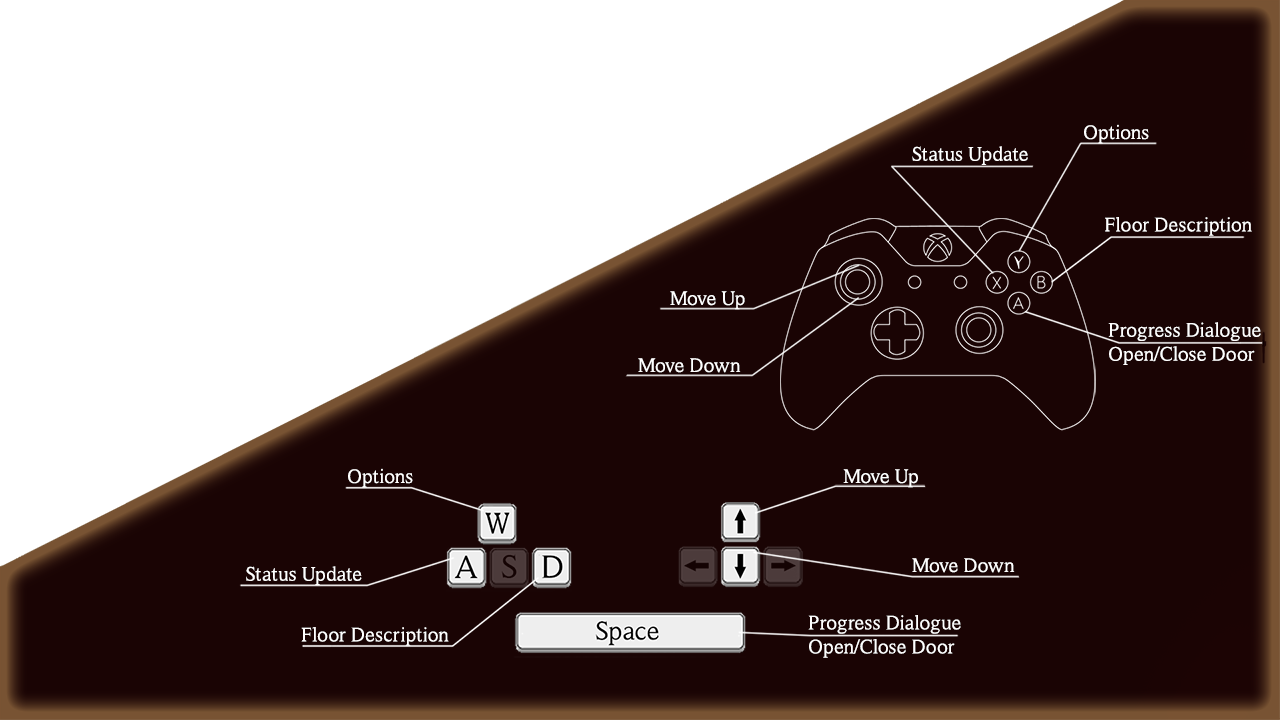 Options
Status Update
Floor Description
Y
X
B
A
Move Up
Progress Dialogue
Open/Close Door
Move Down
Options
Move Up
W
Status Update
A
S
D
Move Down
Floor Description
Space
Progress Dialogue
Open/Close Door